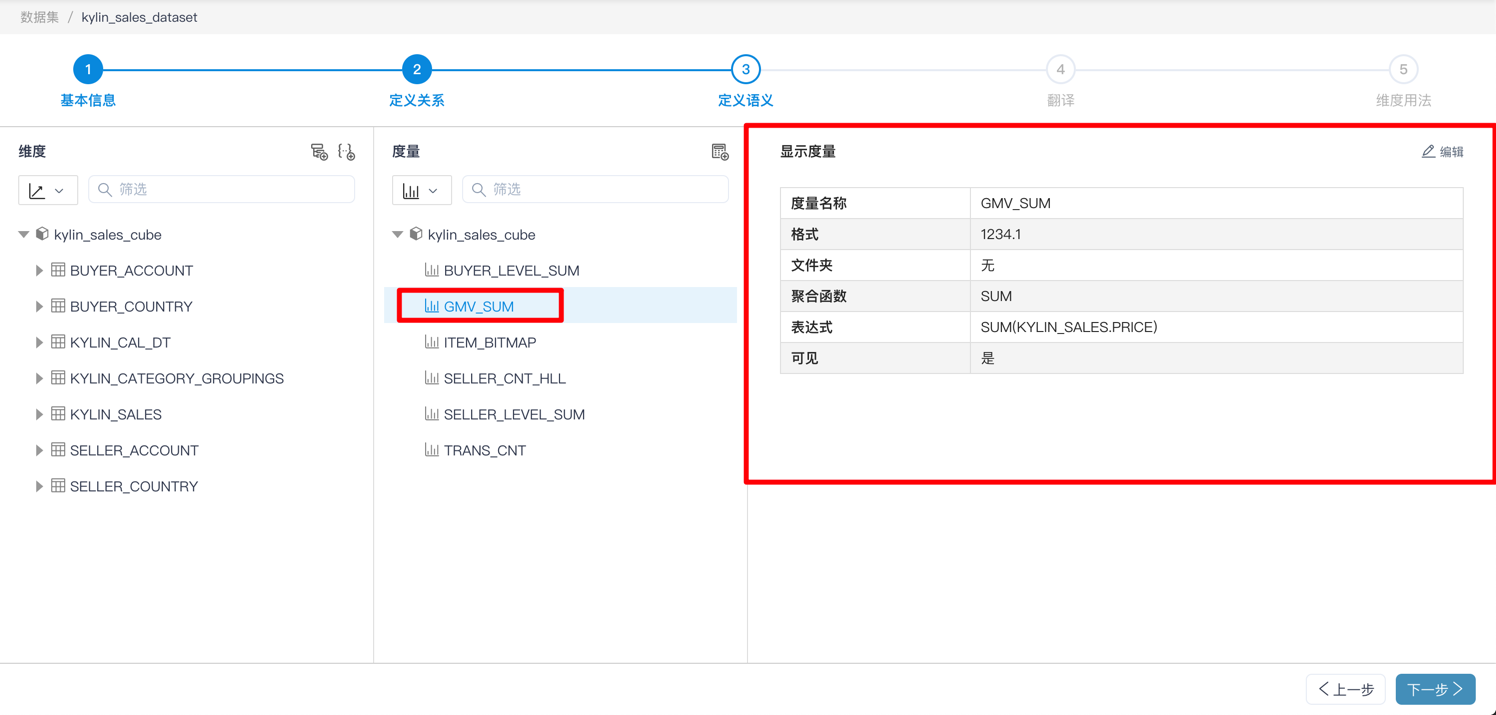 数据集 / kylin_sales_dataset
1 2 3 4 5
基本信息 定义关系 定义语义 翻译 维度用法
维度
筛选
kylin_sales_cube
BUYER_ACCOUNT
BUYER_COUNTRY
KYLIN_CAL_DT
KYLIN_CATEGORY_GROUPINGS
KYLIN_SALES
SELLER_ACCOUNT
SELLER_COUNTRY
度量
筛选
kylin_sales_cube
BUYER_LEVEL_SUM
GMV_SUM
ITEM_BITMAP
SELLER_CNT_HLL
SELLER_LEVEL_SUM
TRANS_CNT
显示度量 编辑
度量名称 GMV_SUM
格式 1234.1
文件夹 无
聚合函数 SUM
表达式 SUM(KYLIN_SALES.PRICE)
可见 是
上一步 下一步